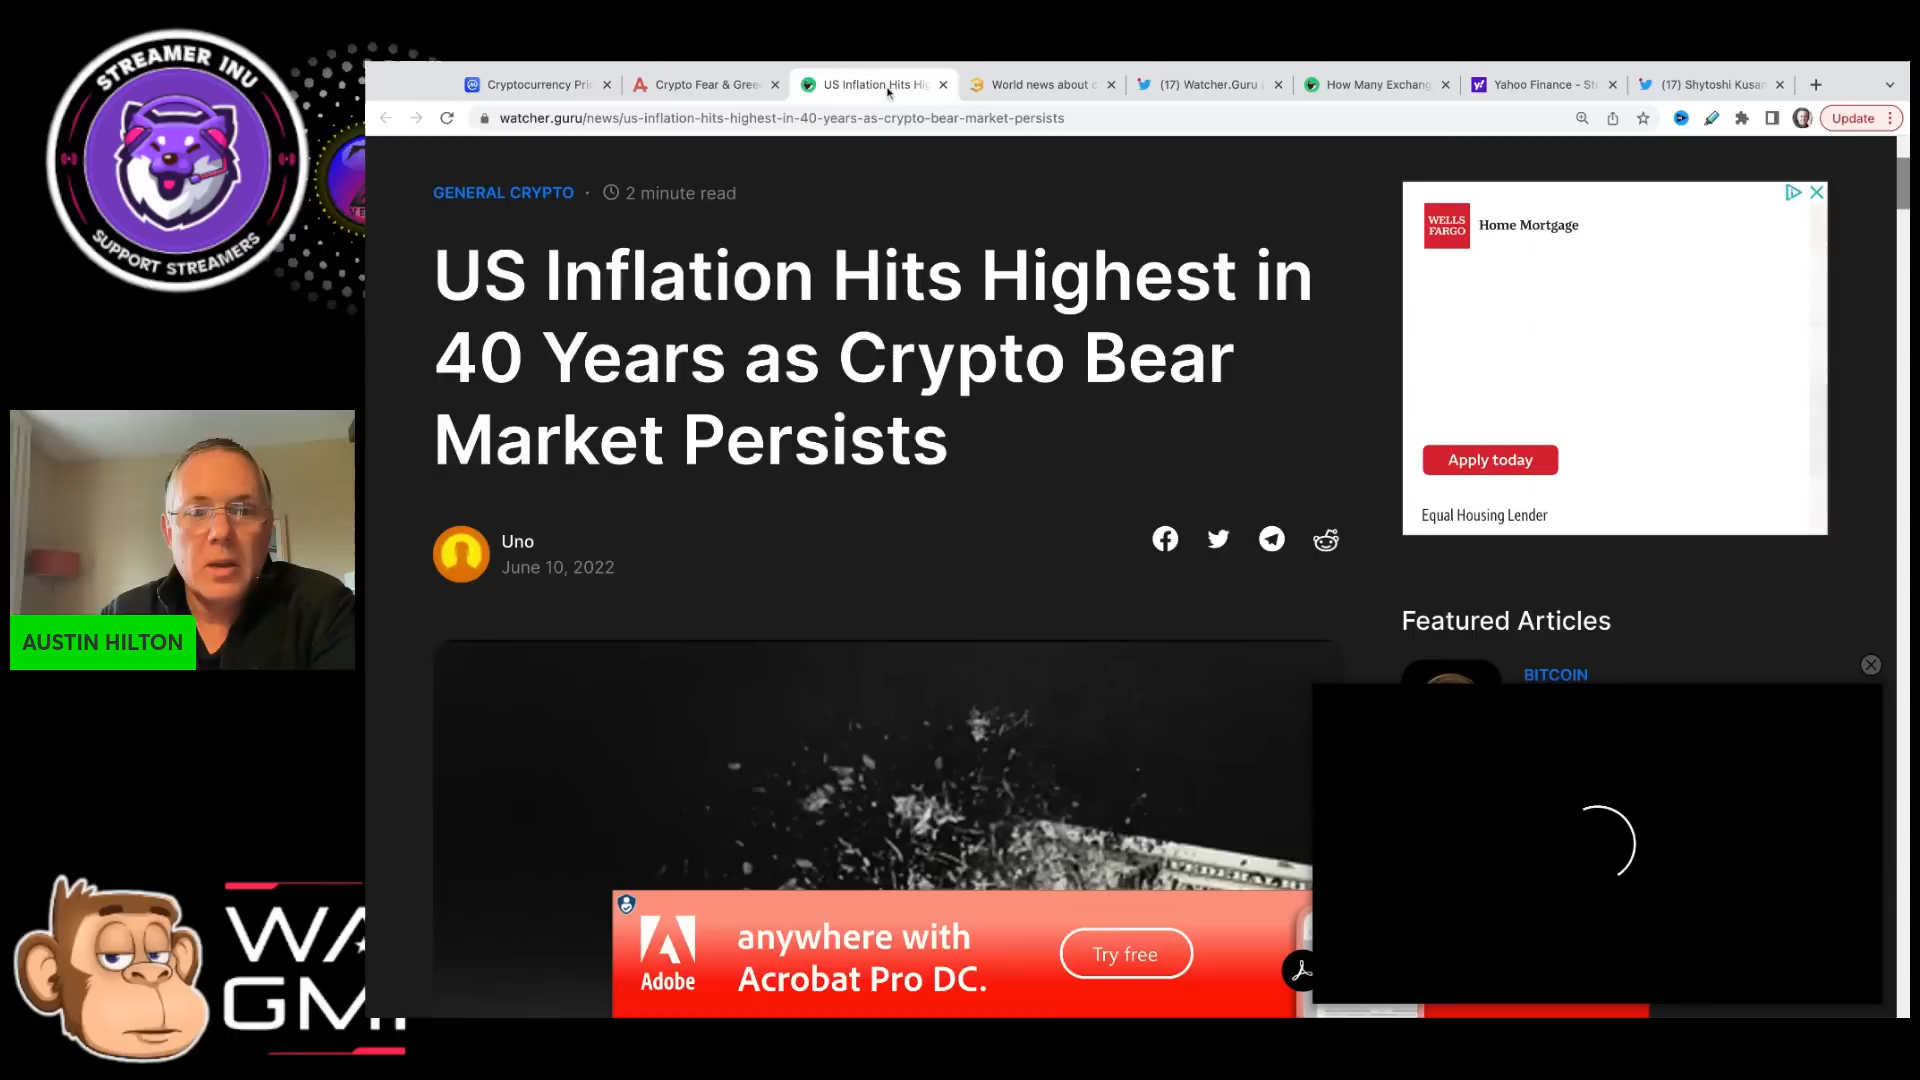 STREAMER INU
SUPPORT STREAMERS
Cryptocurrency Pri
Crypto Fear & Gree
US Inflation Hits Hig
World news about c
(17) Watcher.Guru
How Many Exchang
Yahoo Finance - St
(17) Shytoshi Kusa
watcher.guru/news/us-inflation-hits-highest-in-40-years-as-crypto-bear-market-persists
Update
GENERAL CRYPTO · 2 minute read
US Inflation Hits Highest in
40 Years as Crypto Bear
Market Persists
Uno
June 10, 2022
WELLS
FARGO
Home Mortgage
Apply today
Equal Housing Lender
Featured Articles
BITCOIN
AUSTIN HILTON
Adobe
anywhere with
Acrobat Pro DC.
Try free
WA
GMI